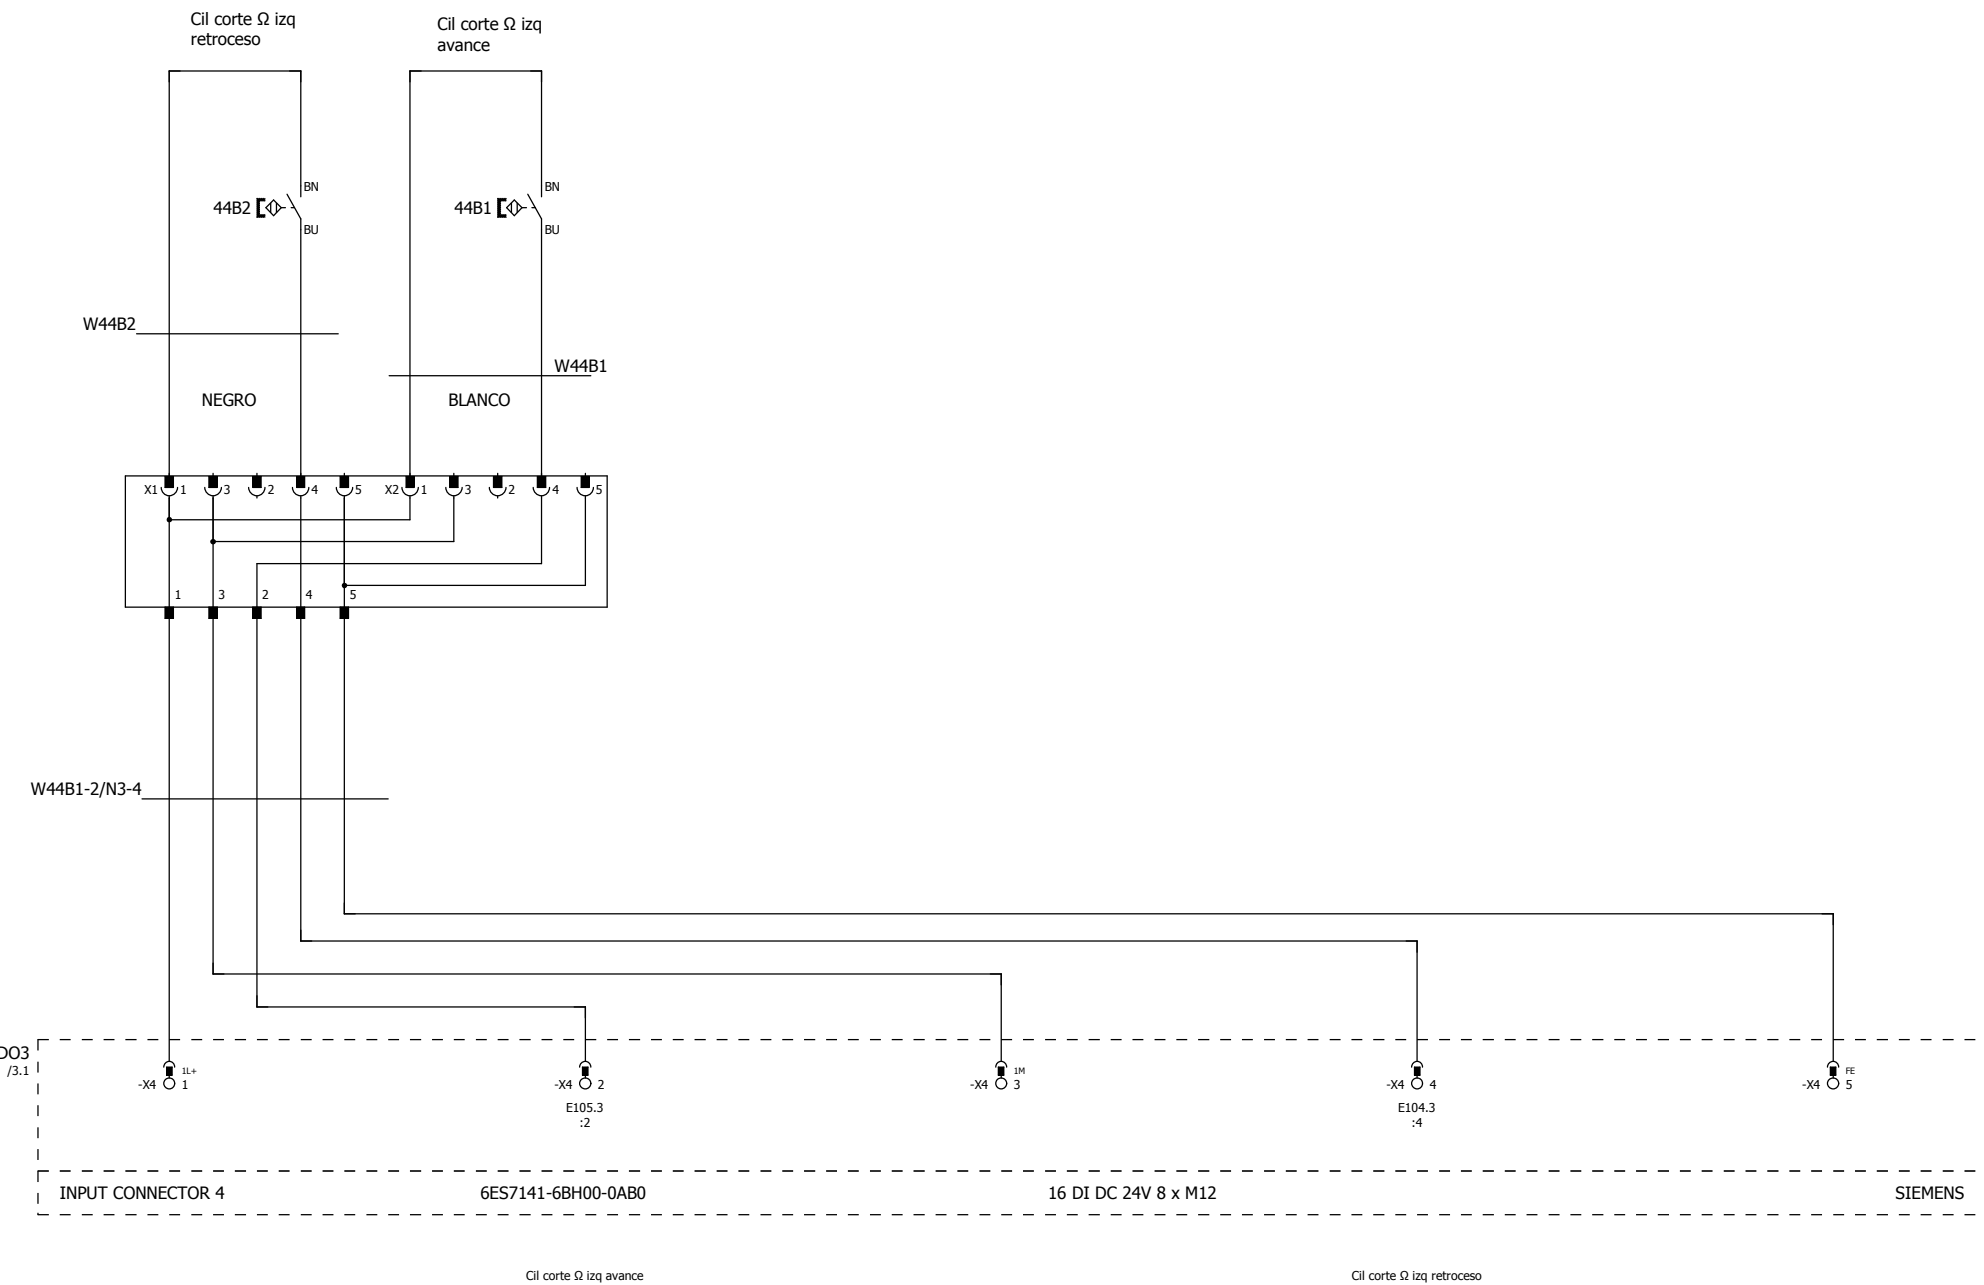 Cil corte Ω izq
retroceso
Cil corte Ω izq
avance
BN
44B2
BU
BN
44B1
BU
W44B2
W44B1
NEGRO
BLANCO
X1 1 3 2 4 5 X2 1 3 2 4 5
1 3 2 4 5
W44B1-2/N3-4
DO3
/3.1
1L+
-X4 1
-X4 2
E105.3
:2
1M
-X4 3
-X4 4
E104.3
:4
FE
-X4 5
INPUT CONNECTOR 4
6ES7141-6BH00-0AB0
16 DI DC 24V 8 x M12
SIEMENS
Cil corte Ω izq avance
Cil corte Ω izq retroceso